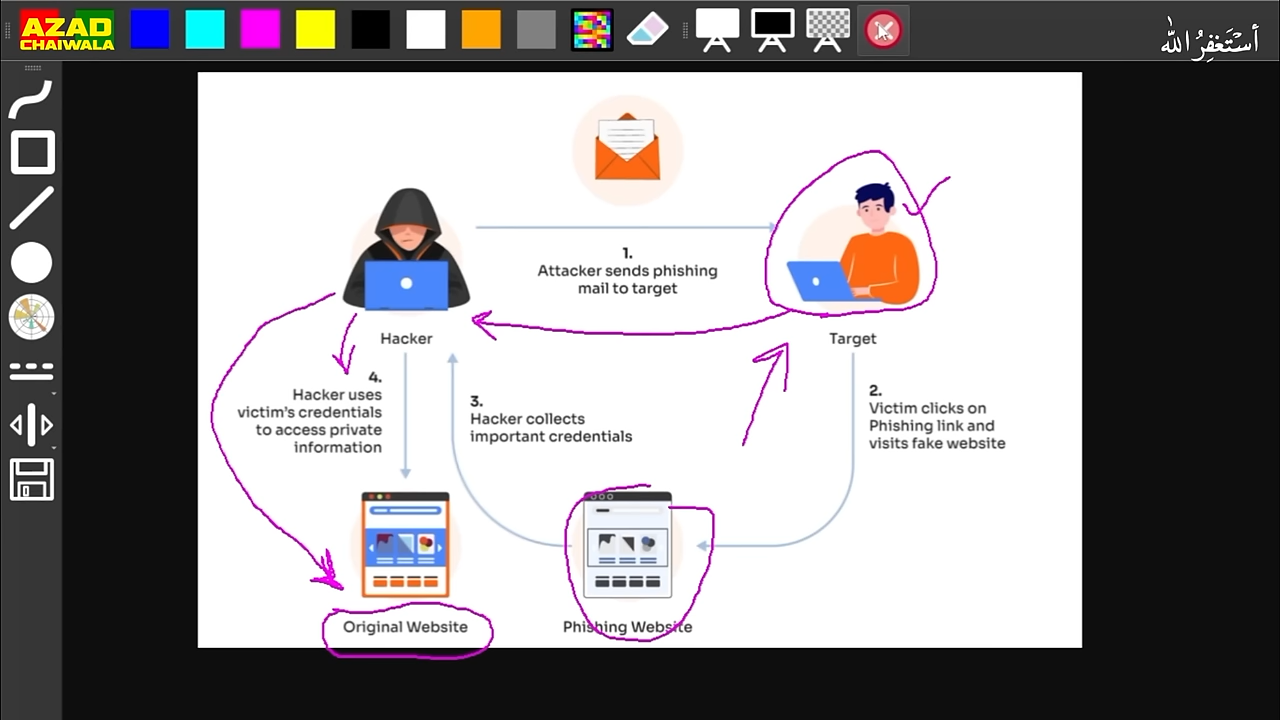 AZAD
CHAIWALA
أستغفر الله
1.
Attacker sends phishing
mail to target
Hacker
Target
4.
Hacker uses
victim's credentials
to access private
information
3.
Hacker collects
important credentials
2.
Victim clicks on
Phishing link and
visits fake website
Original Website
Phishing Website